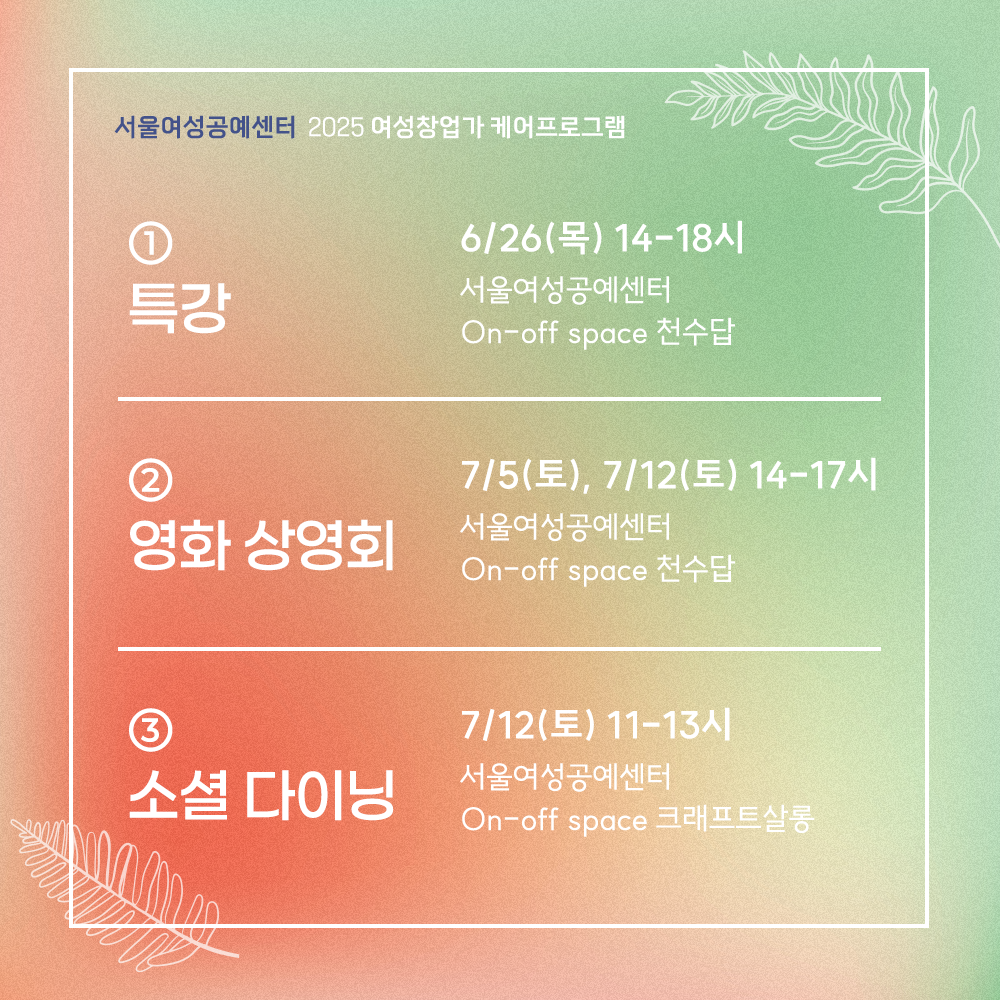 서울여성공예센터 2025 여성창업가 케어프로그램
①
특강
6/26(목) 14-18시
서울여성공예센터
On-off space 천수답
②
영화 상영회
7/5(토), 7/12(토) 14-17시
서울여성공예센터
On-off space 천수답
③
소셜 다이닝
7/12(토) 11-13시
서울여성공예센터
On-off space 크래프트살롱